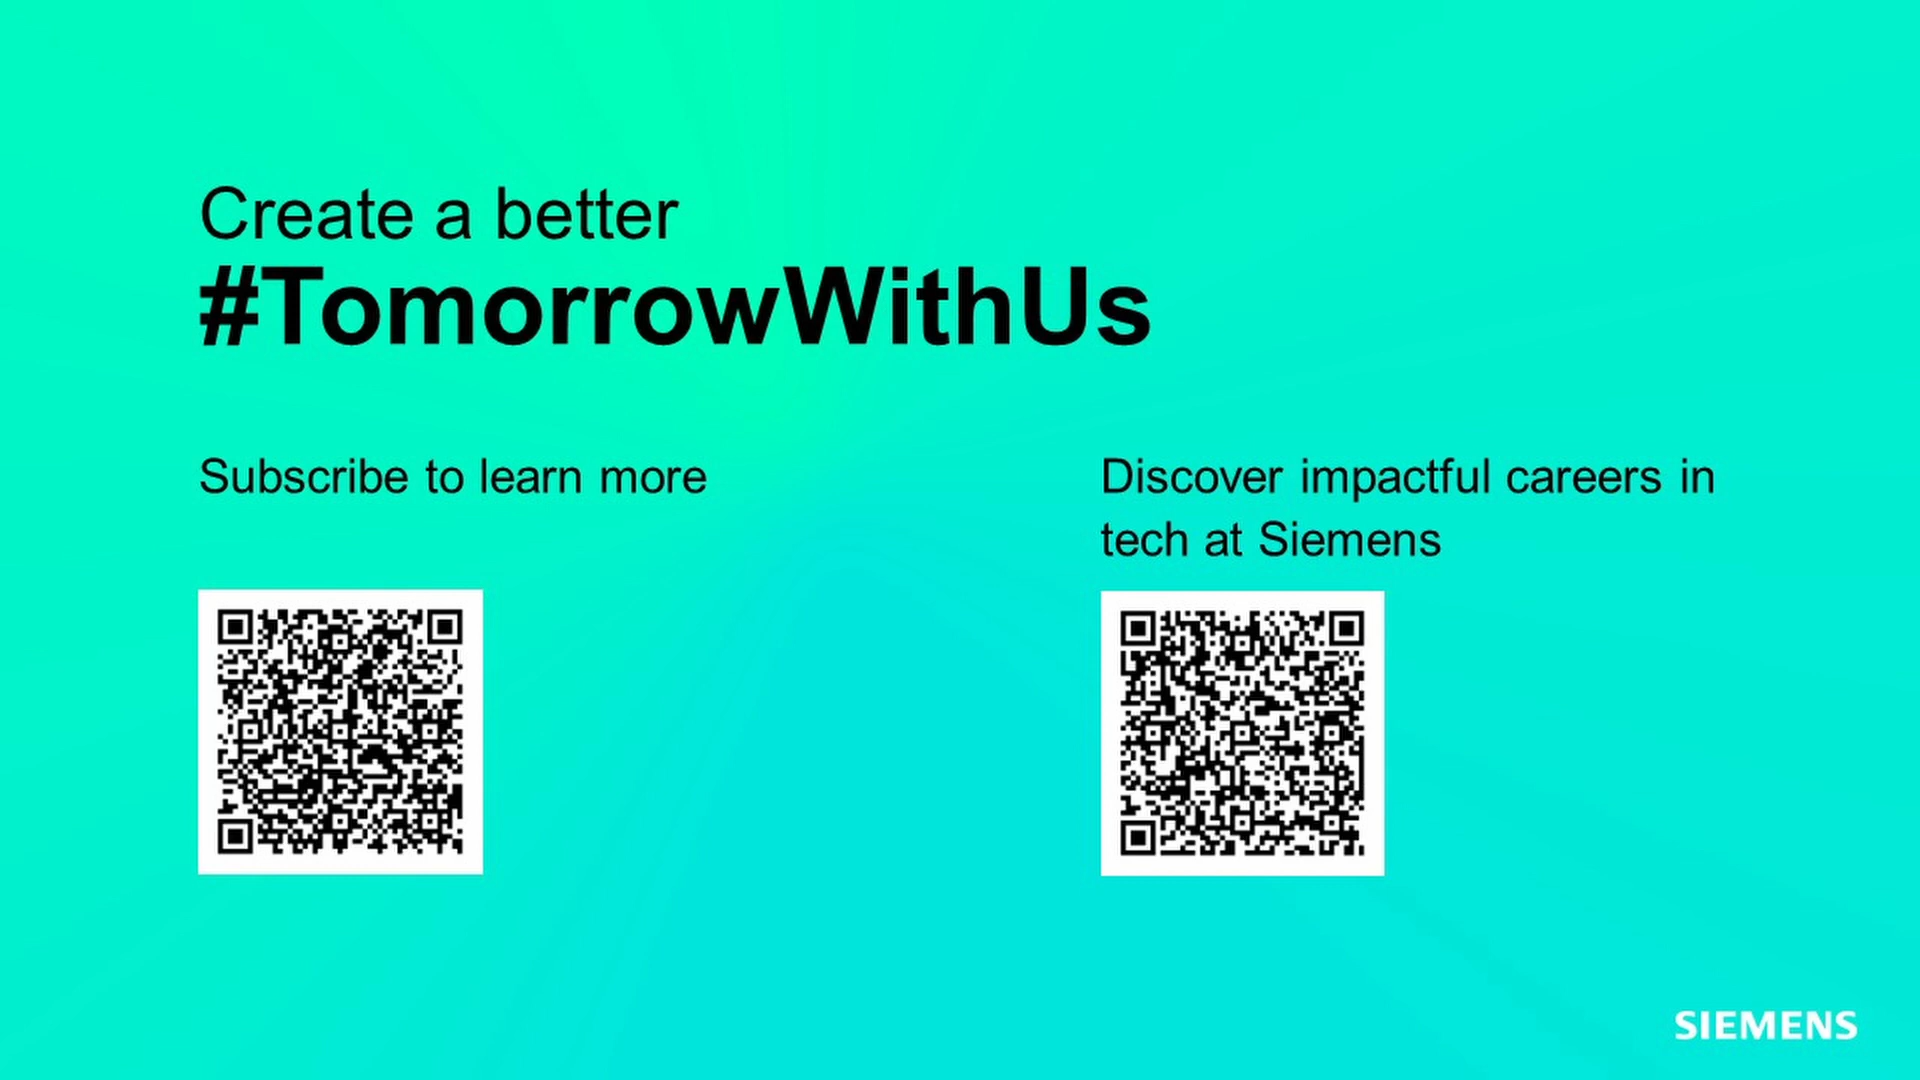 Create a better
#TomorrowWithUs
Subscribe to learn more
Discover impactful careers in
tech at Siemens
SIEMENS